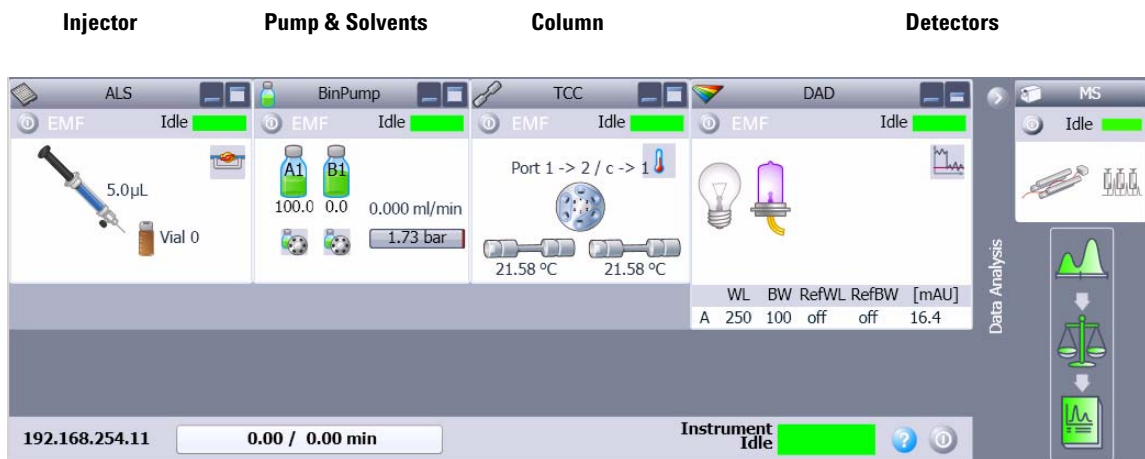 Injector Pump & Solvents Column Detectors
ALS BinPump TCC DAD MS
EMF Idle EMF Idle EMF Idle EMF Idle Idle
5.0µL
Vial 0
A1 B1
100.0 0.0 0.000 ml/min
1.73 bar
Port 1 -> 2 / c -> 1
21.58 ºC 21.58 ºC
WL BW RefWL RefBW [mAU]
A 250 100 off off 16.4
Data Analysis
192.168.254.11 0.00 / 0.00 min Instrument
Idle
?